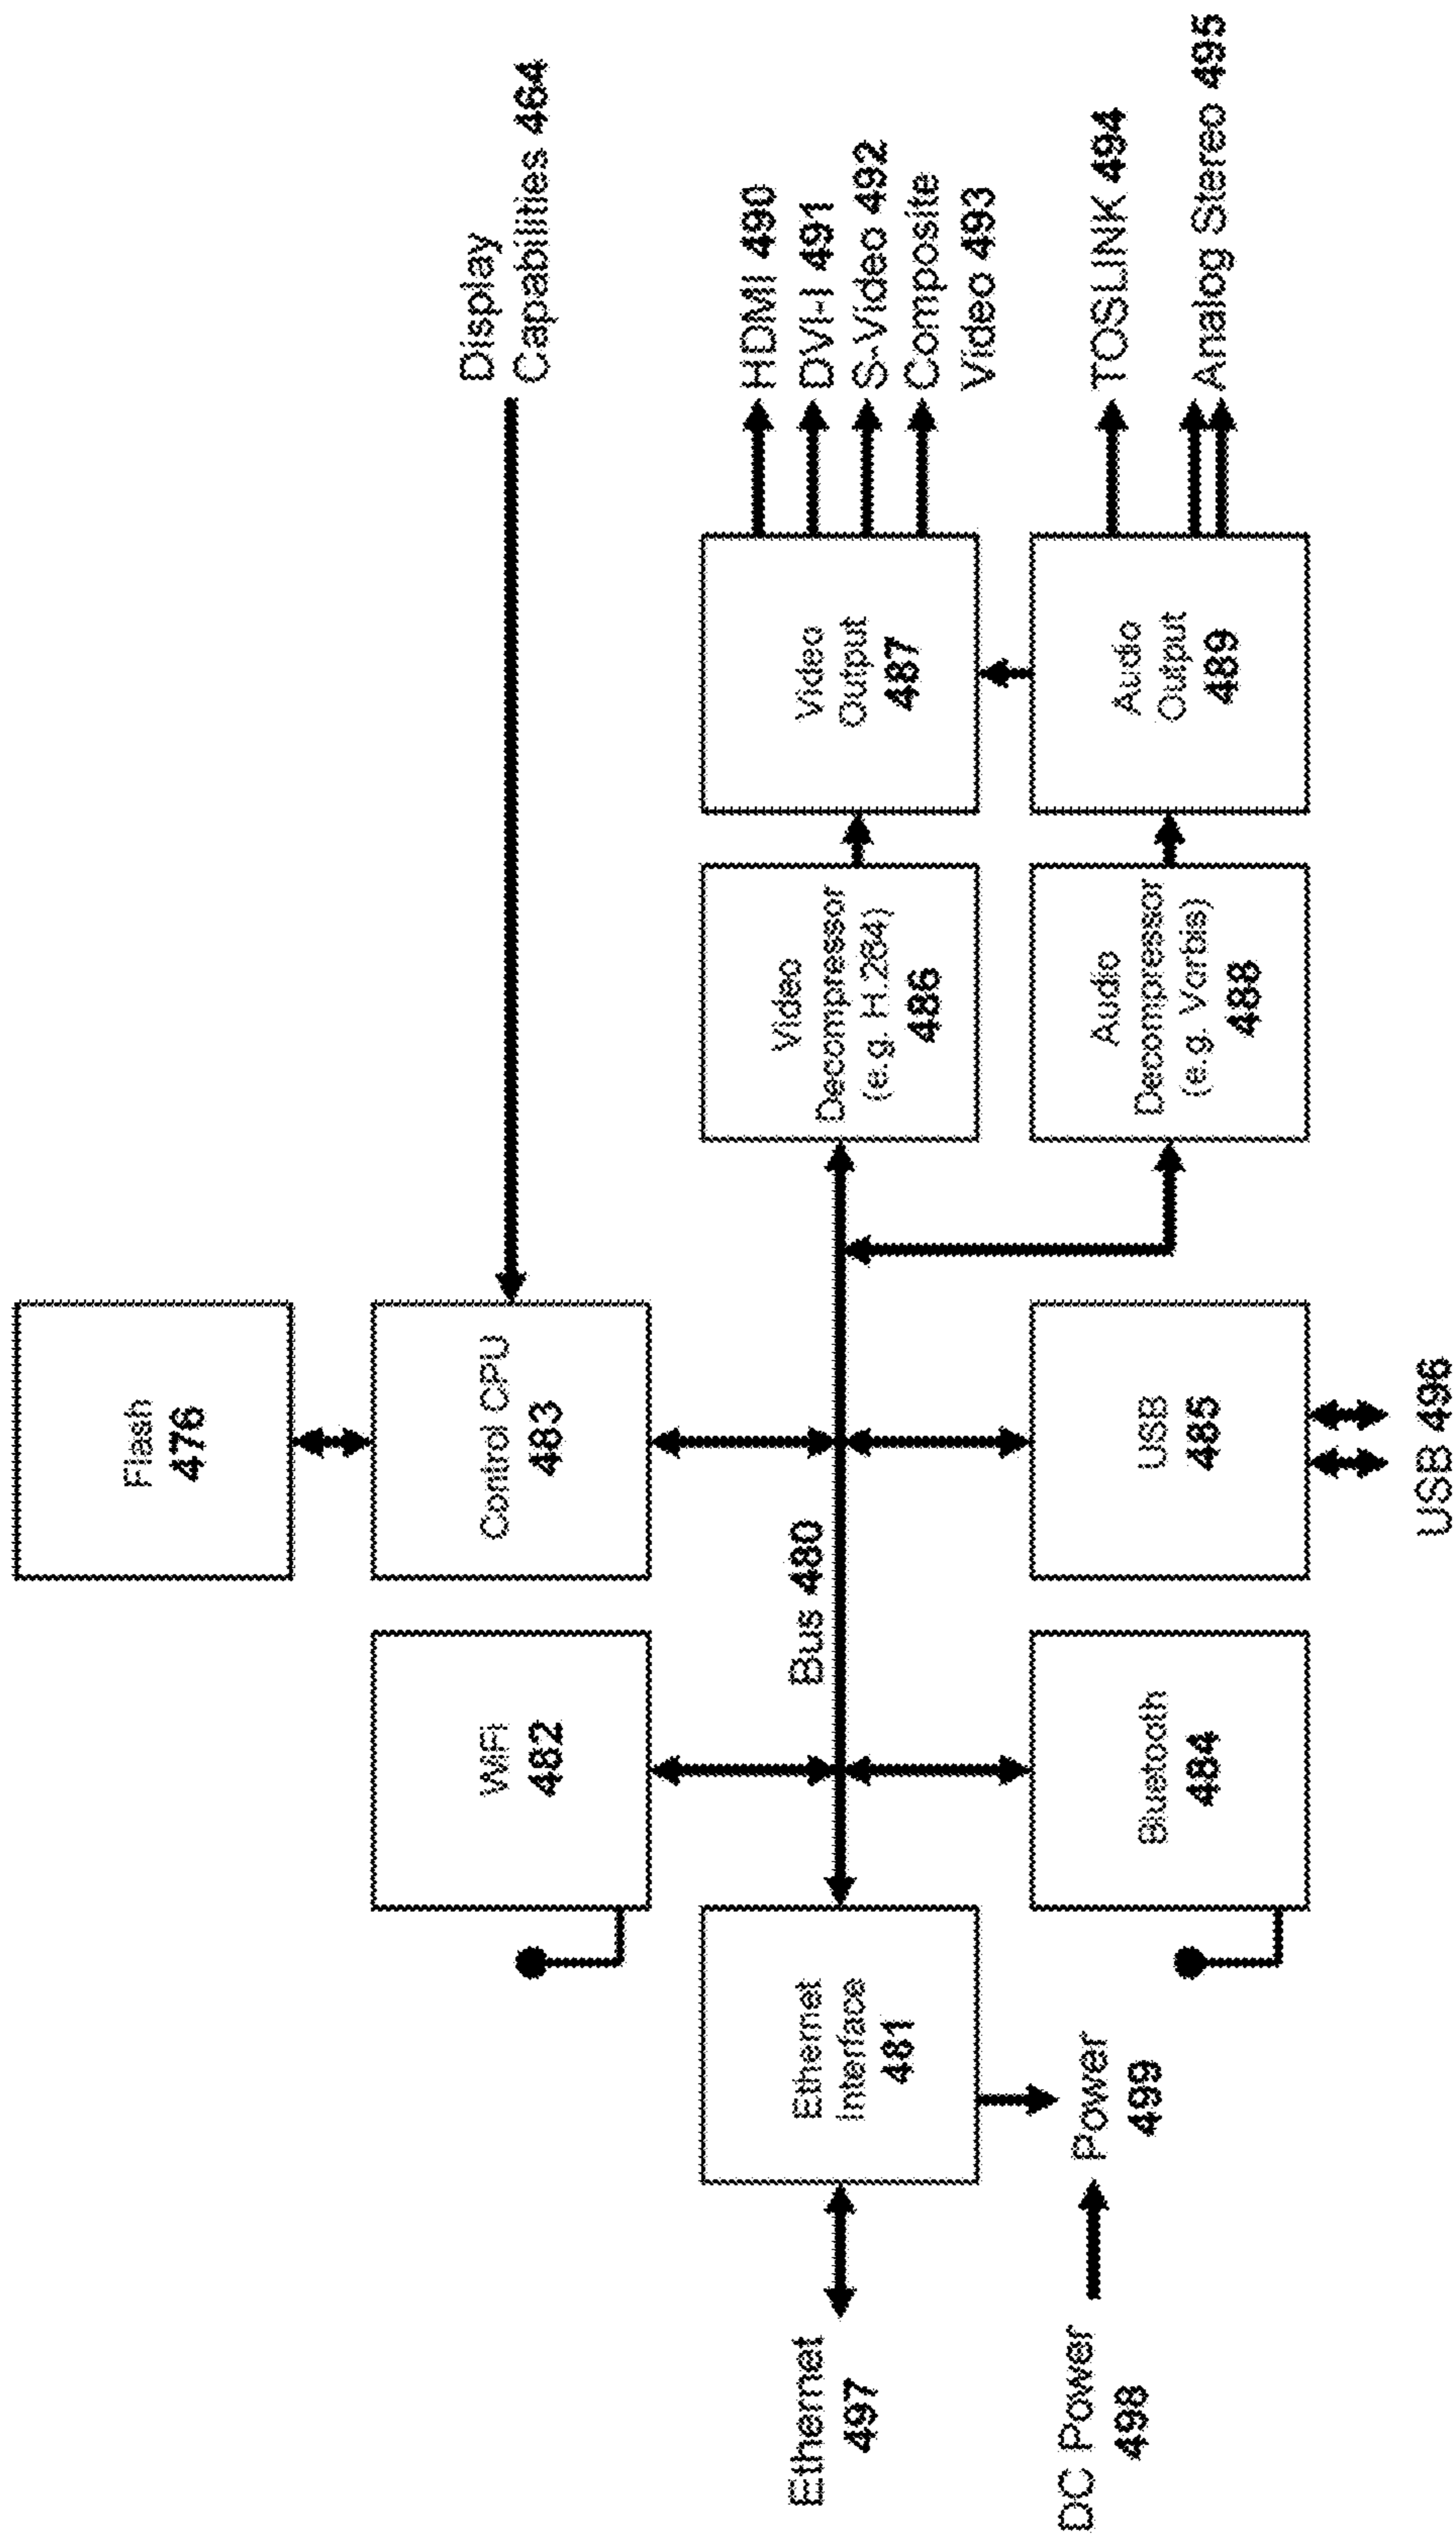 Flash
476
Display
Capabilities 464
WiFi
482
Control CPU
483
Bus 480
Ethernet
497
Ethernet
Interface
481
Video
Decompressor
(e.g. H.264)
486
Video
Output
487
HDMI 490
DVI-I 491
S-Video 492
Composite
Video 493
DC Power
498
Power
499
Bluetooth
484
USB
485
Audio
Decompressor
(e.g. Vorbis)
488
Audio
Output
489
TOSLINK 494
Analog Stereo 495
USB 496